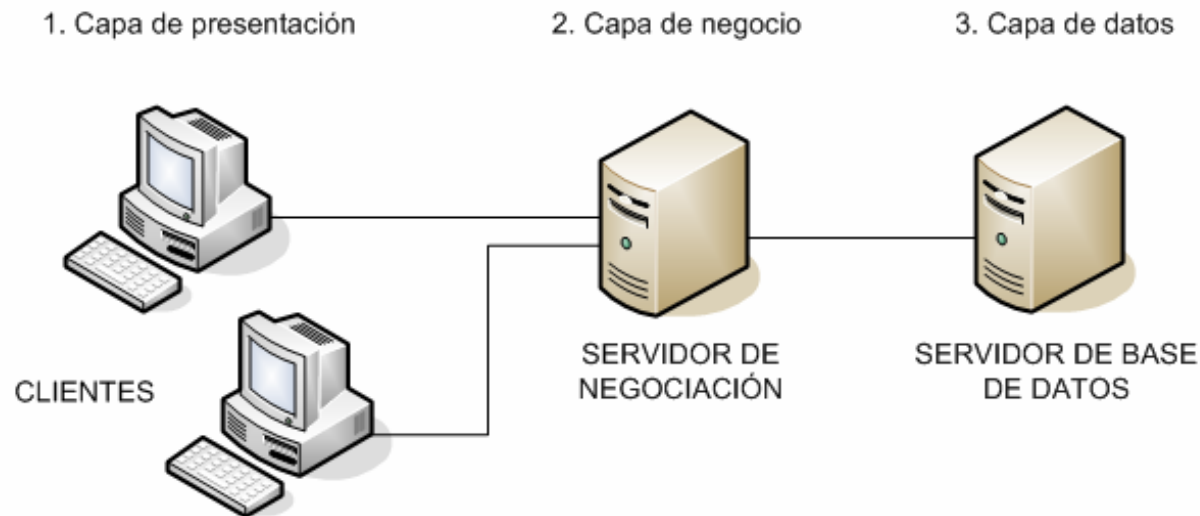 1. Capa de presentación
2. Capa de negocio
3. Capa de datos
CLIENTES
SERVIDOR DE
NEGOCIACIÓN
SERVIDOR DE BASE
DE DATOS